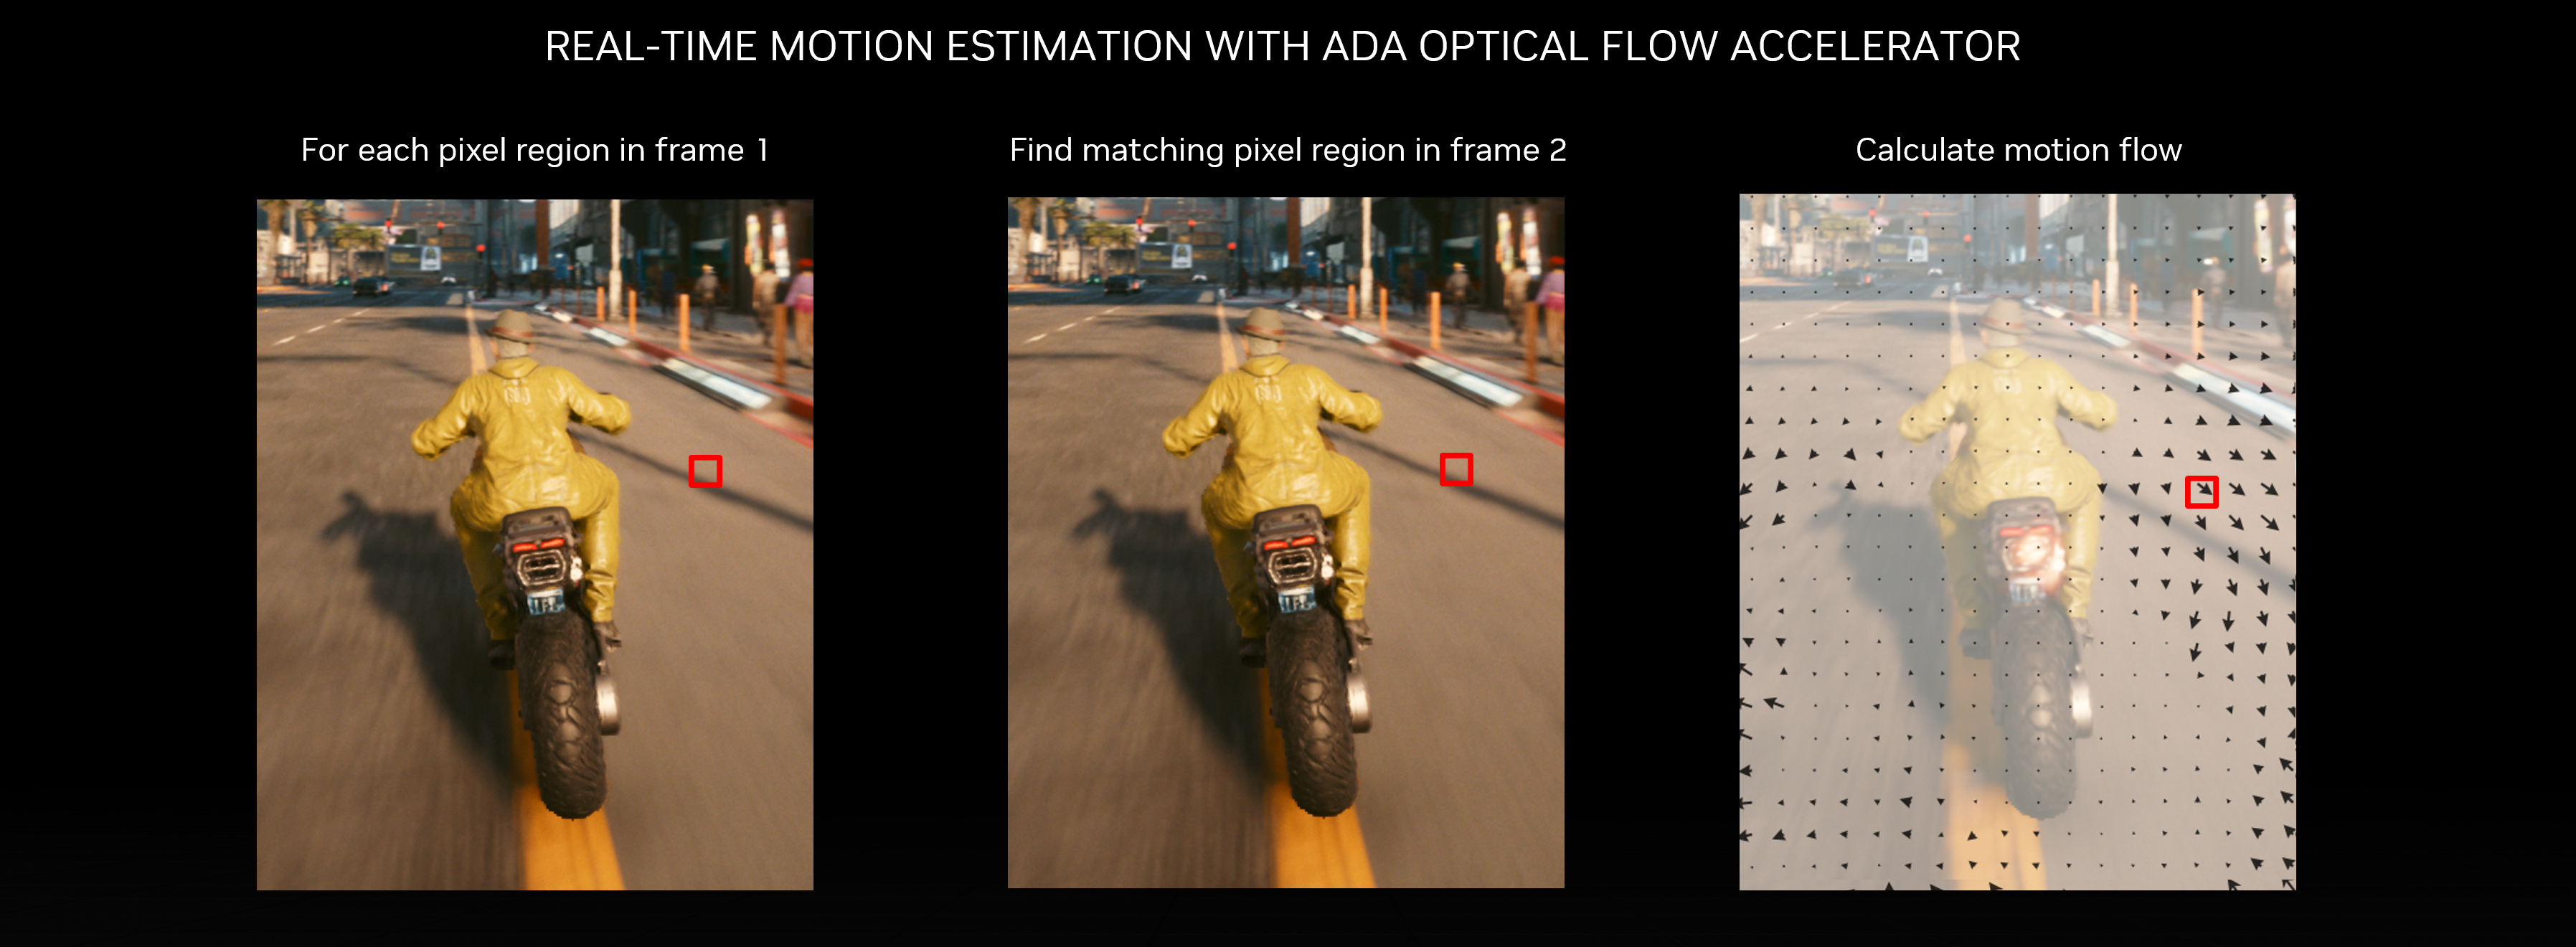 REAL-TIME MOTION ESTIMATION WITH ADA OPTICAL FLOW ACCELERATOR
For each pixel region in frame 1
Find matching pixel region in frame 2
Calculate motion flow